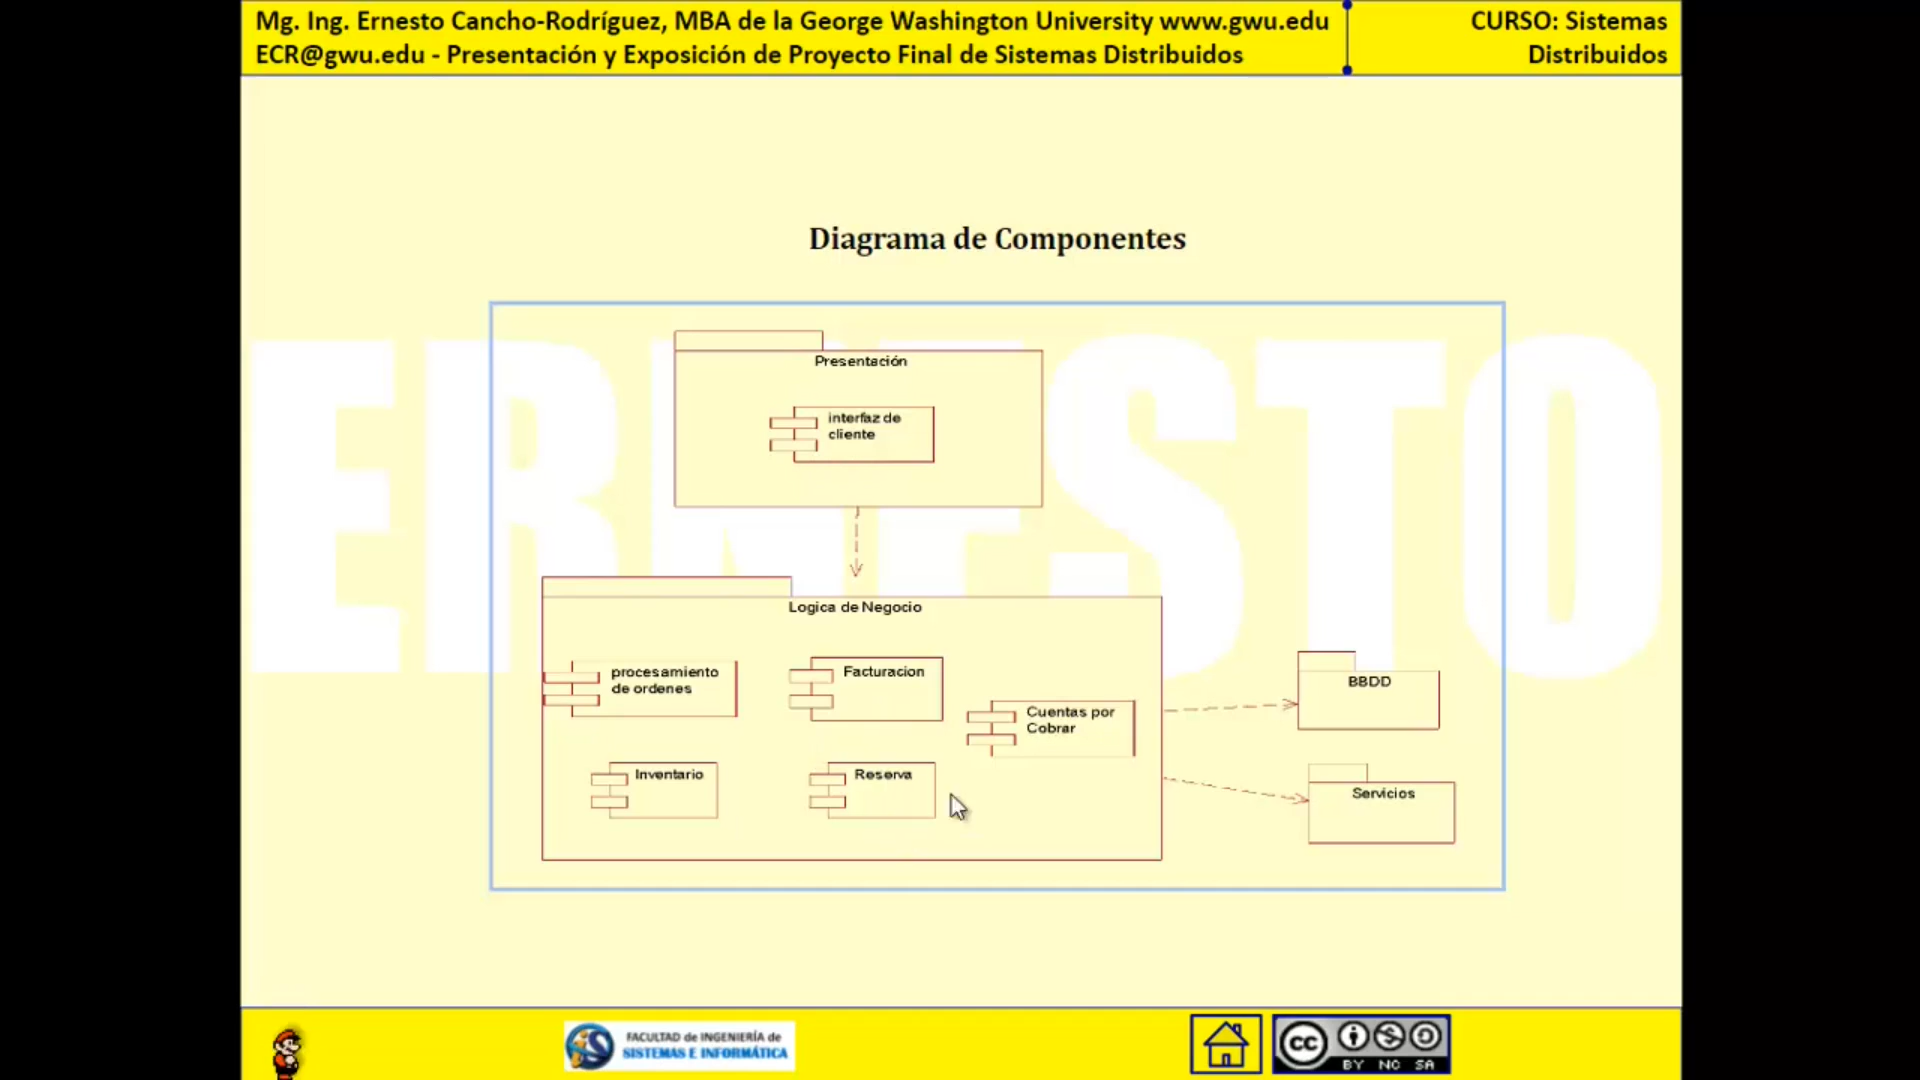 Mg. Ing. Ernesto Cancho-Rodríguez, MBA de la George Washington University www.gwu.edu
ECR@gwu.edu - Presentación y Exposición de Proyecto Final de Sistemas Distribuidos
CURSO: Sistemas
Distribuidos
Diagrama de Componentes
ERNESTO
Presentación
interfaz de
cliente
Logica de Negocio
procesamiento
de ordenes
Facturacion
Cuentas por
Cobrar
Inventario
Reserva
BBDD
Servicios
FACULTAD de INGENIERÍA de
SISTEMAS E INFORMÁTICA
cc
BY NC SA